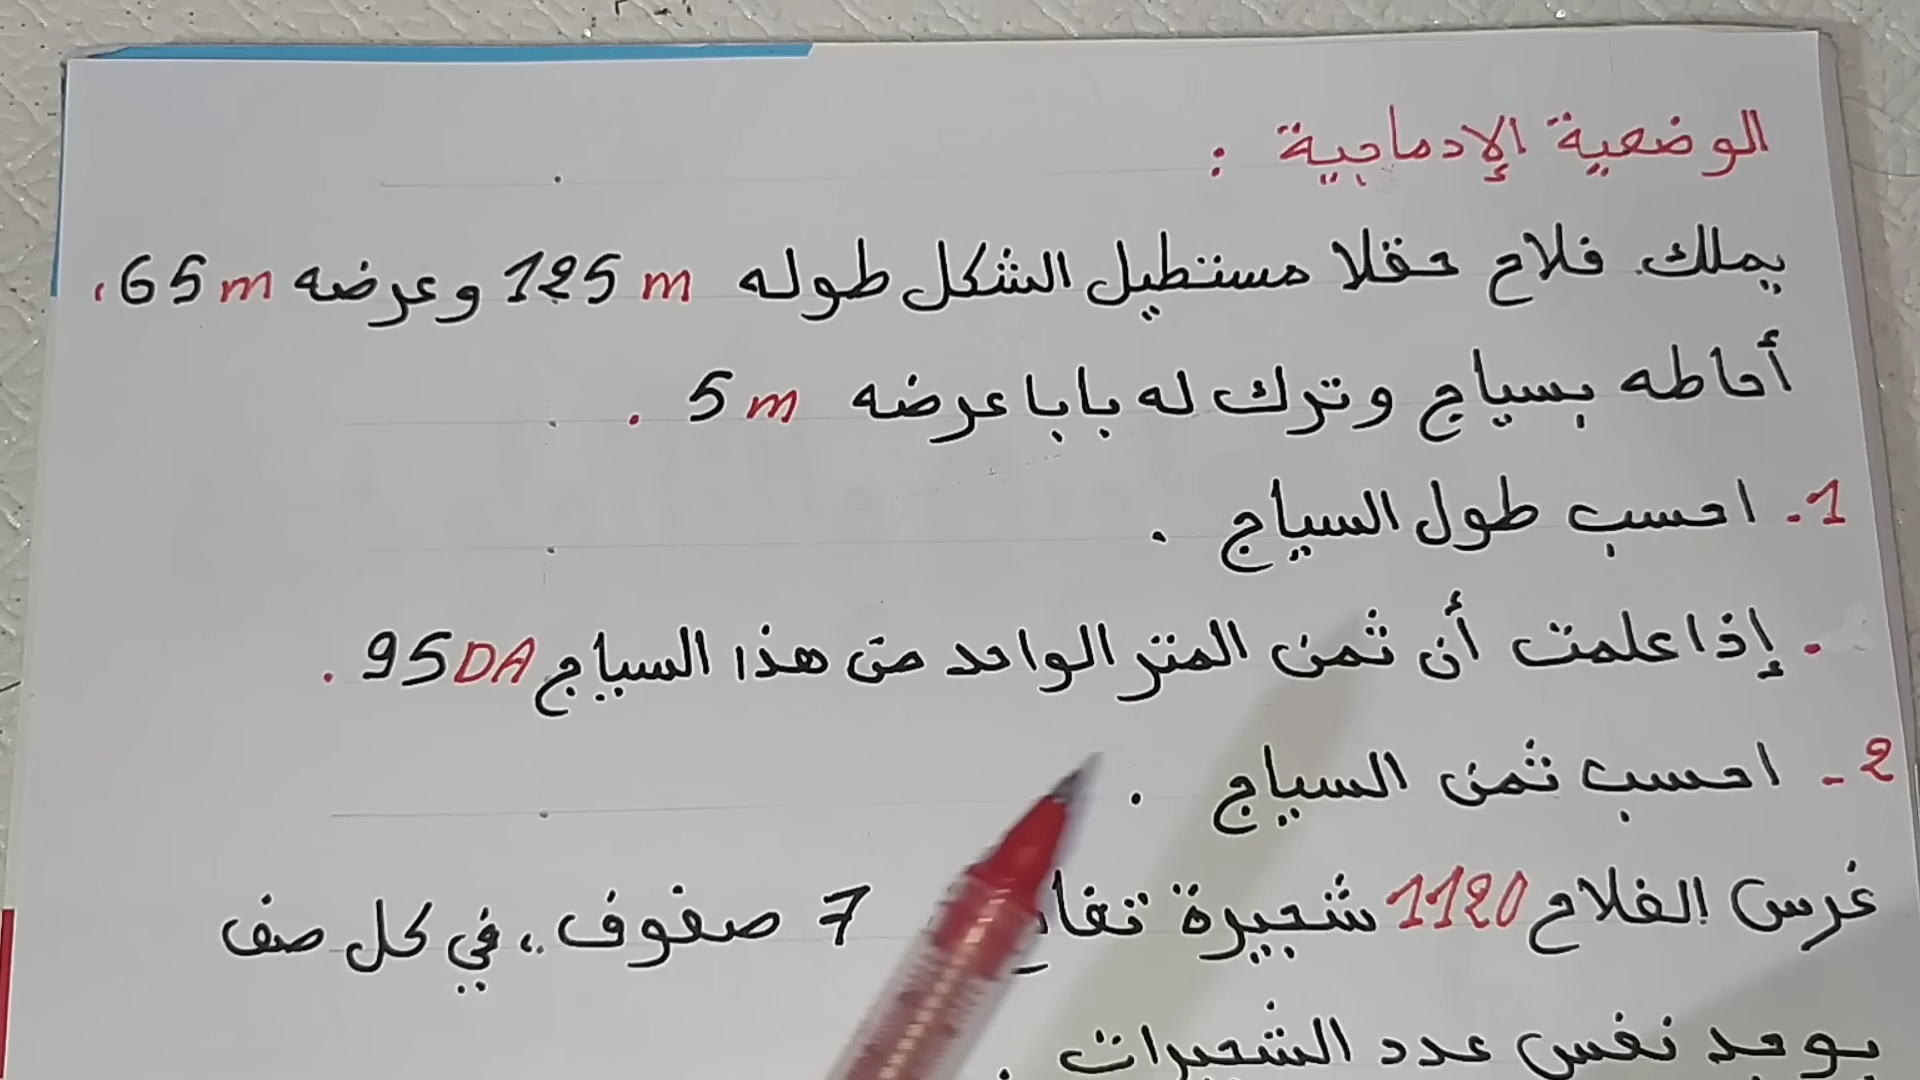 الوضعية الإدماجية :
يملك فلاح حقلا مستطيل الشكل طوله 125 m وعرضه 65 m ،
أحاطه بسياج وترك له بابا عرضه 5 m .
1. احسب طول السياج .
. إذا علمت أن ثمن المتر الواحد من هذا السياج 95 DA .
2 - احسب ثمن السياج .
غرس الفلاح 1120 شجيرة 7 صفوف ، في كل صف
يوجد نفس عدد الشجيرات .